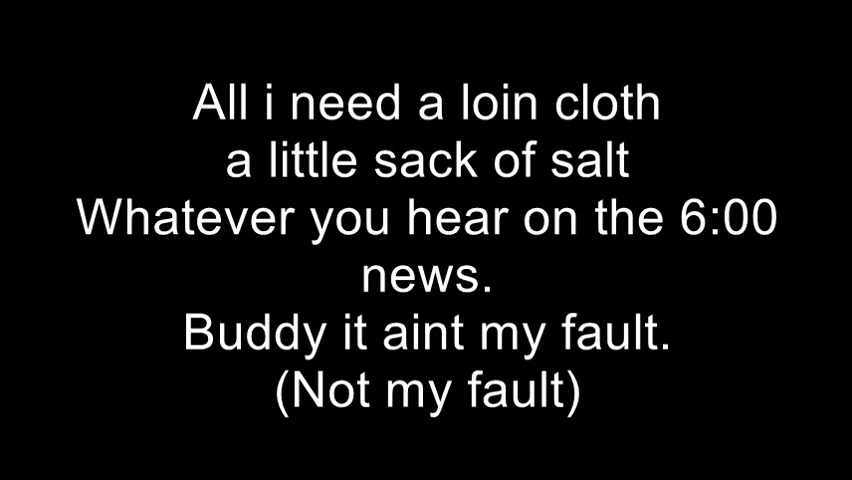 All i need a loin cloth
a little sack of salt
Whatever you hear on the 6:00
news.
Buddy it aint my fault.
(Not my fault)